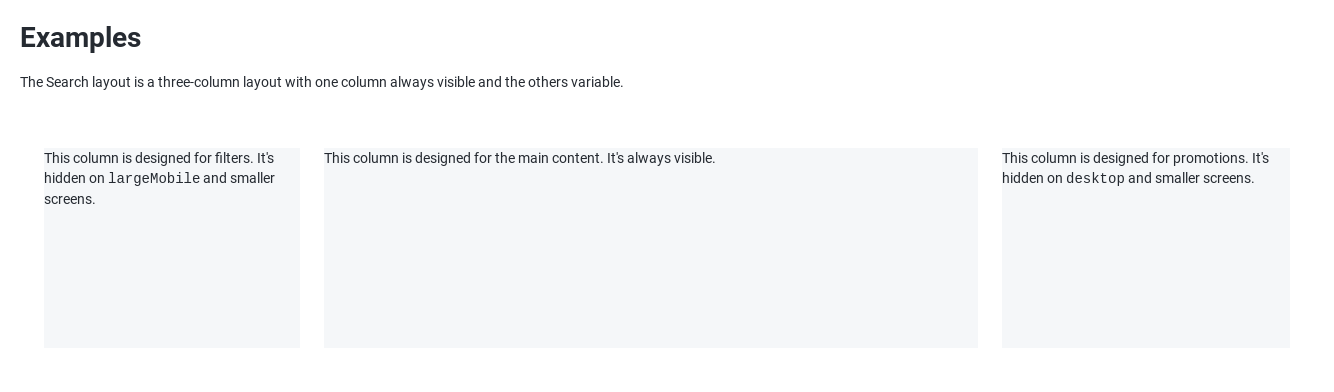 Examples
The Search layout is a three-column layout with one column always visible and the others variable.
This column is designed for filters. It's
hidden on largeMobile and smaller
screens.
This column is designed for the main content. It's always visible.
This column is designed for promotions. It's
hidden on desktop and smaller screens.